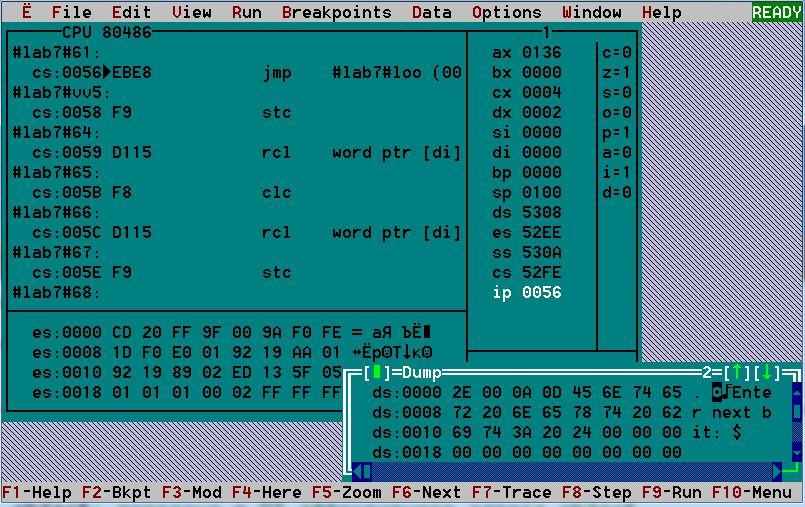 Ë File Edit View Run Breakpoints Data Options Window Help READY
CPU 80486 1
#lab7#61:
cs:0056►EBE8 jmp #lab7#loo (00
#lab7#vv5:
cs:0058 F9 stc
#lab7#64:
cs:0059 D115 rcl word ptr [di]
#lab7#65:
cs:005B F8 clc
#lab7#66:
cs:005C D115 rcl word ptr [di]
#lab7#67:
cs:005E F9 stc
#lab7#68:
ax 0136 c=0
bx 0000 z=1
cx 0004 s=0
dx 0002 o=0
si 0000 p=1
di 0000 a=0
bp 0000 i=1
sp 0100 d=0
ds 5308
es 52EE
ss 530A
cs 52FE
ip 0056
es:0000 CD 20 FF 9F 00 9A F0 FE = аЯ ЪЁ■
es:0008 1D F0 E0 01 92 19 AA 01 ↔Ёр☺Т↓к☺
es:0010 92 19 89 02 ED 13 5F 05
es:0018 01 01 01 00 02 FF FF FF
[■]=Dump 2=[↑][↓]
ds:0000 2E 00 0A 0D 45 6E 74 65 . ◙♪Ente
ds:0008 72 20 6E 65 78 74 20 62 r next b
ds:0010 69 74 3A 20 24 00 00 00 it: $
ds:0018 00 00 00 00 00 00 00 00
F1-Help F2-Bkpt F3-Mod F4-Here F5-Zoom F6-Next F7-Trace F8-Step F9-Run F10-Menu